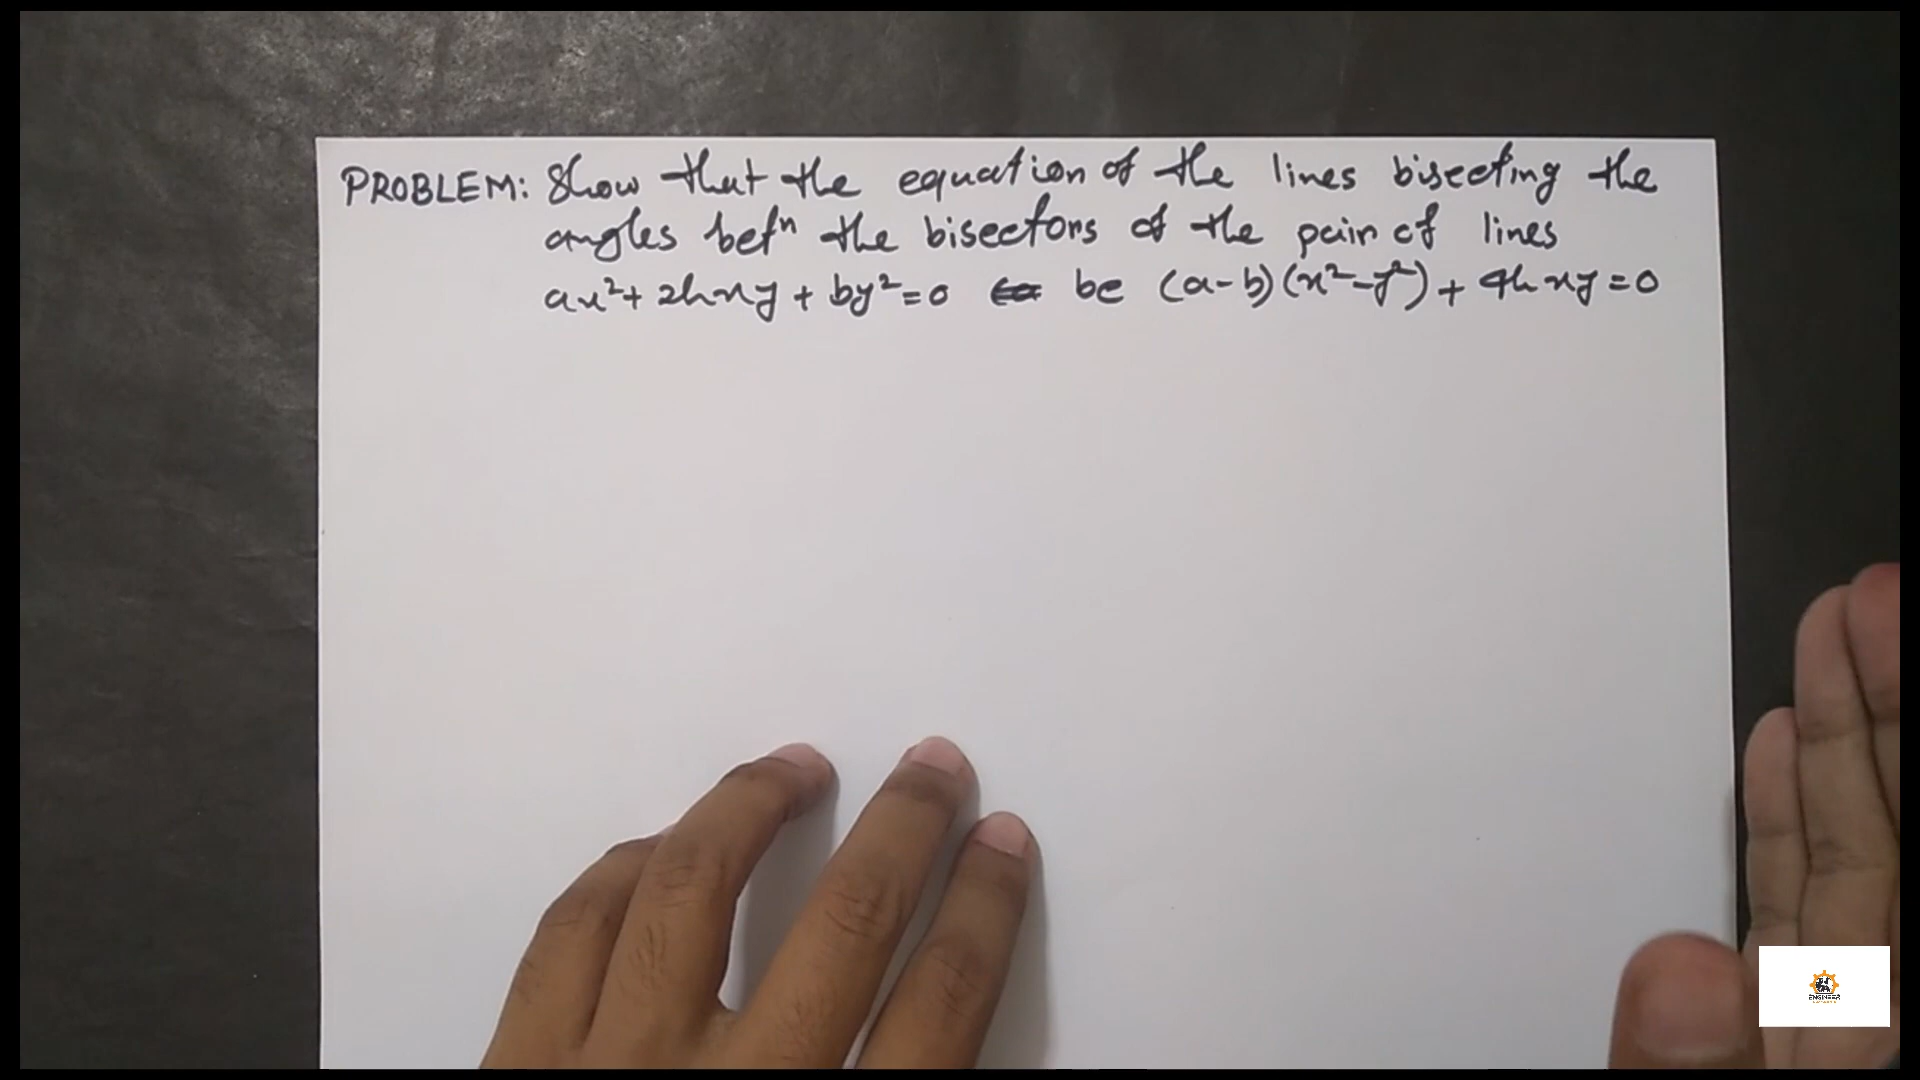 PROBLEM: Show that the equation of the lines bisecting the
angles betⁿ the bisectors of the pair of lines
ax²+2hxy+by²=0 be (a-b)(x²-y²)+4hxy=0
ENGINEER